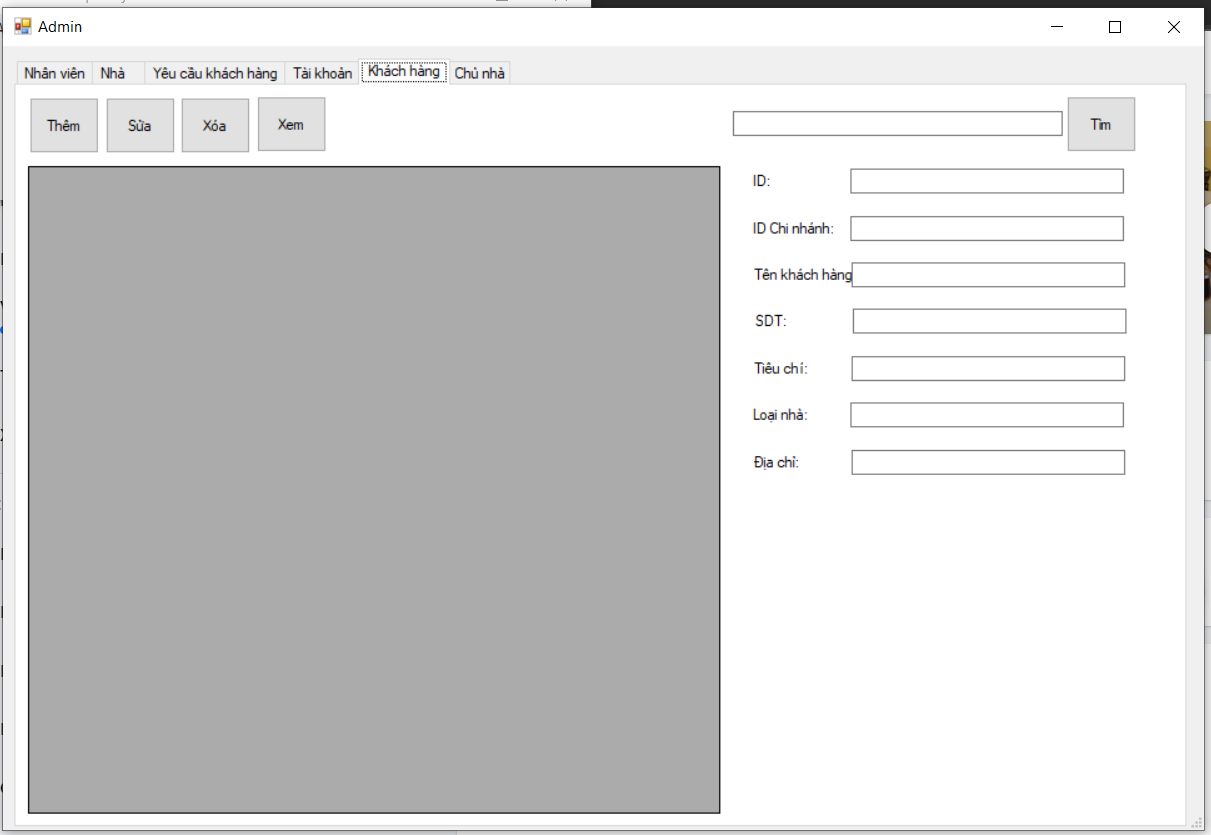 Admin
Nhân viên Nhà Yêu cầu khách hàng Tài khoản Khách hàng Chủ nhà
Thêm Sửa Xóa Xem Tìm
ID:
ID Chi nhánh:
Tên khách hàng
SDT:
Tiêu chí:
Loại nhà:
Địa chỉ: